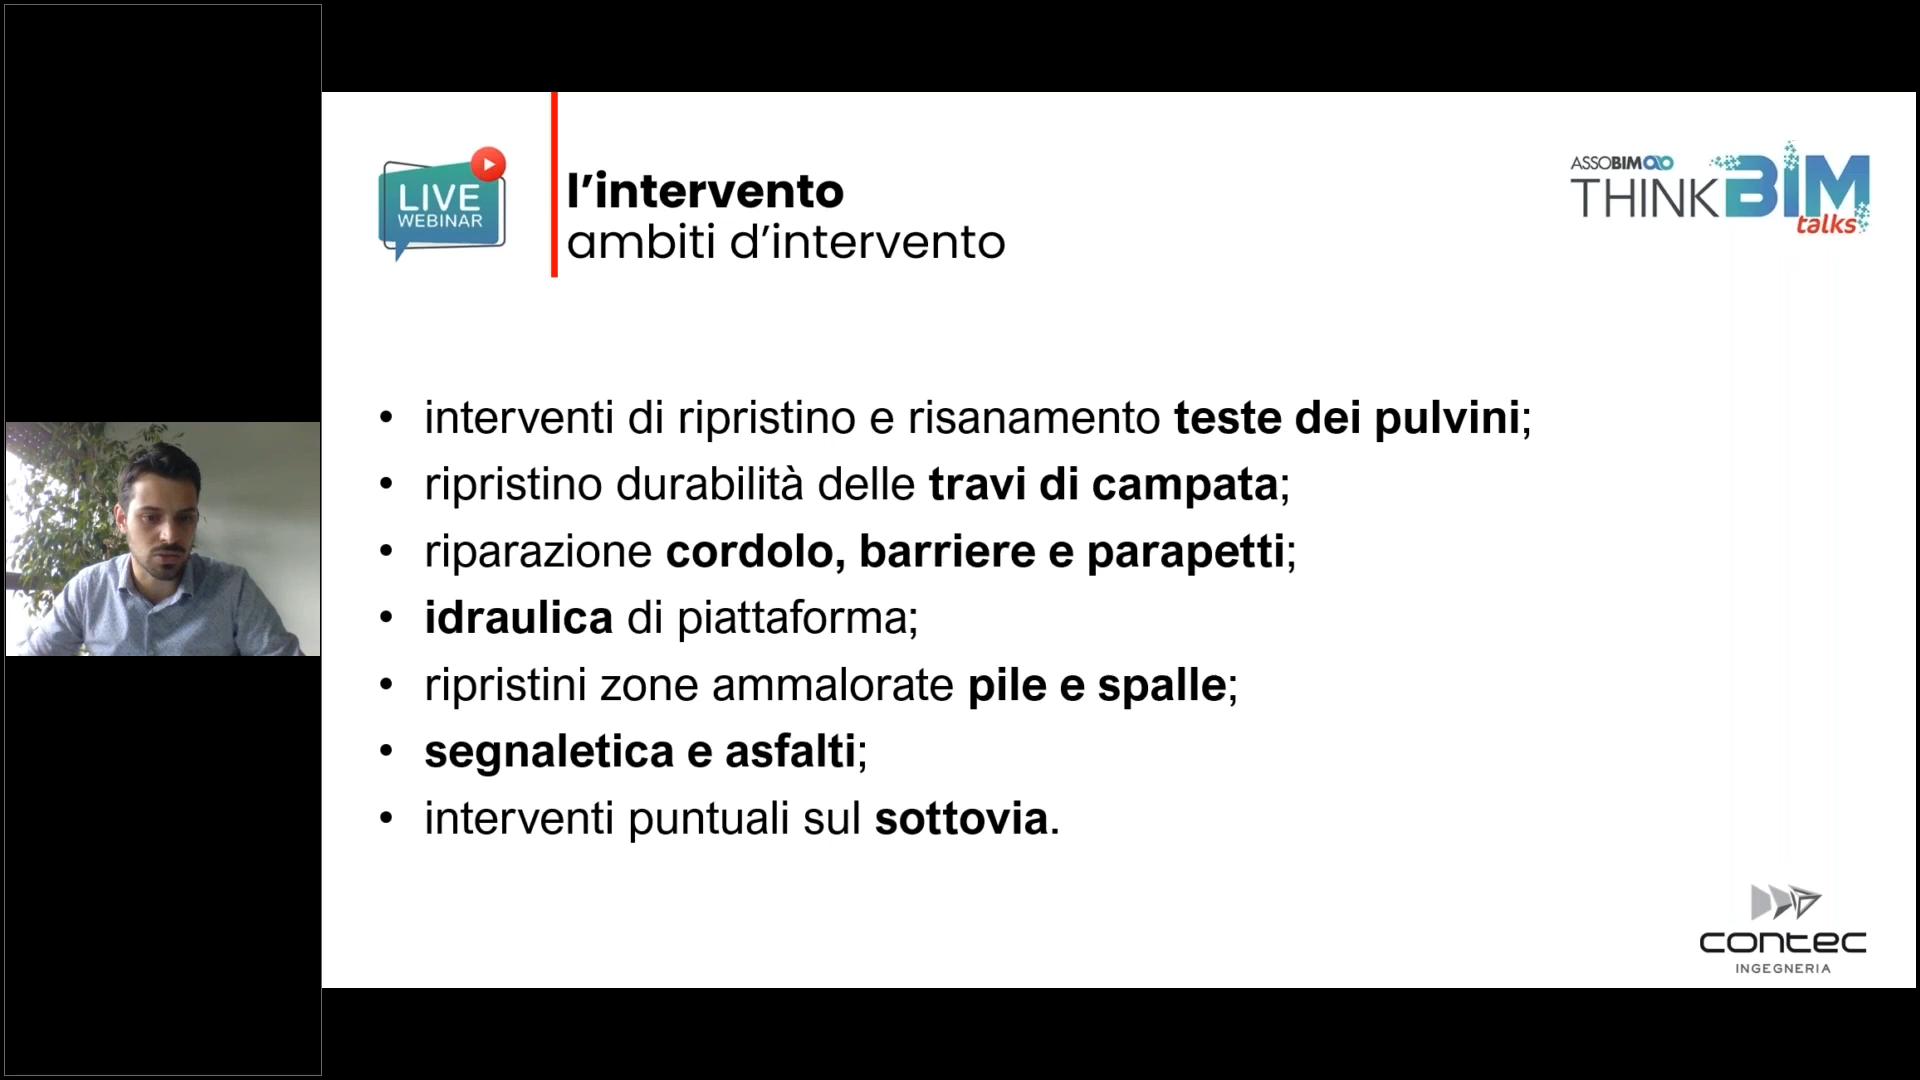 LIVE
WEBINAR
l’intervento
ambiti d’intervento
ASSOBIM
THINKBIM
talks
• interventi di ripristino e risanamento teste dei pulvini;
• ripristino durabilità delle travi di campata;
• riparazione cordolo, barriere e parapetti;
• idraulica di piattaforma;
• ripristini zone ammalorate pile e spalle;
• segnaletica e asfalti;
• interventi puntuali sul sottovia.
contec
INGEGNERIA